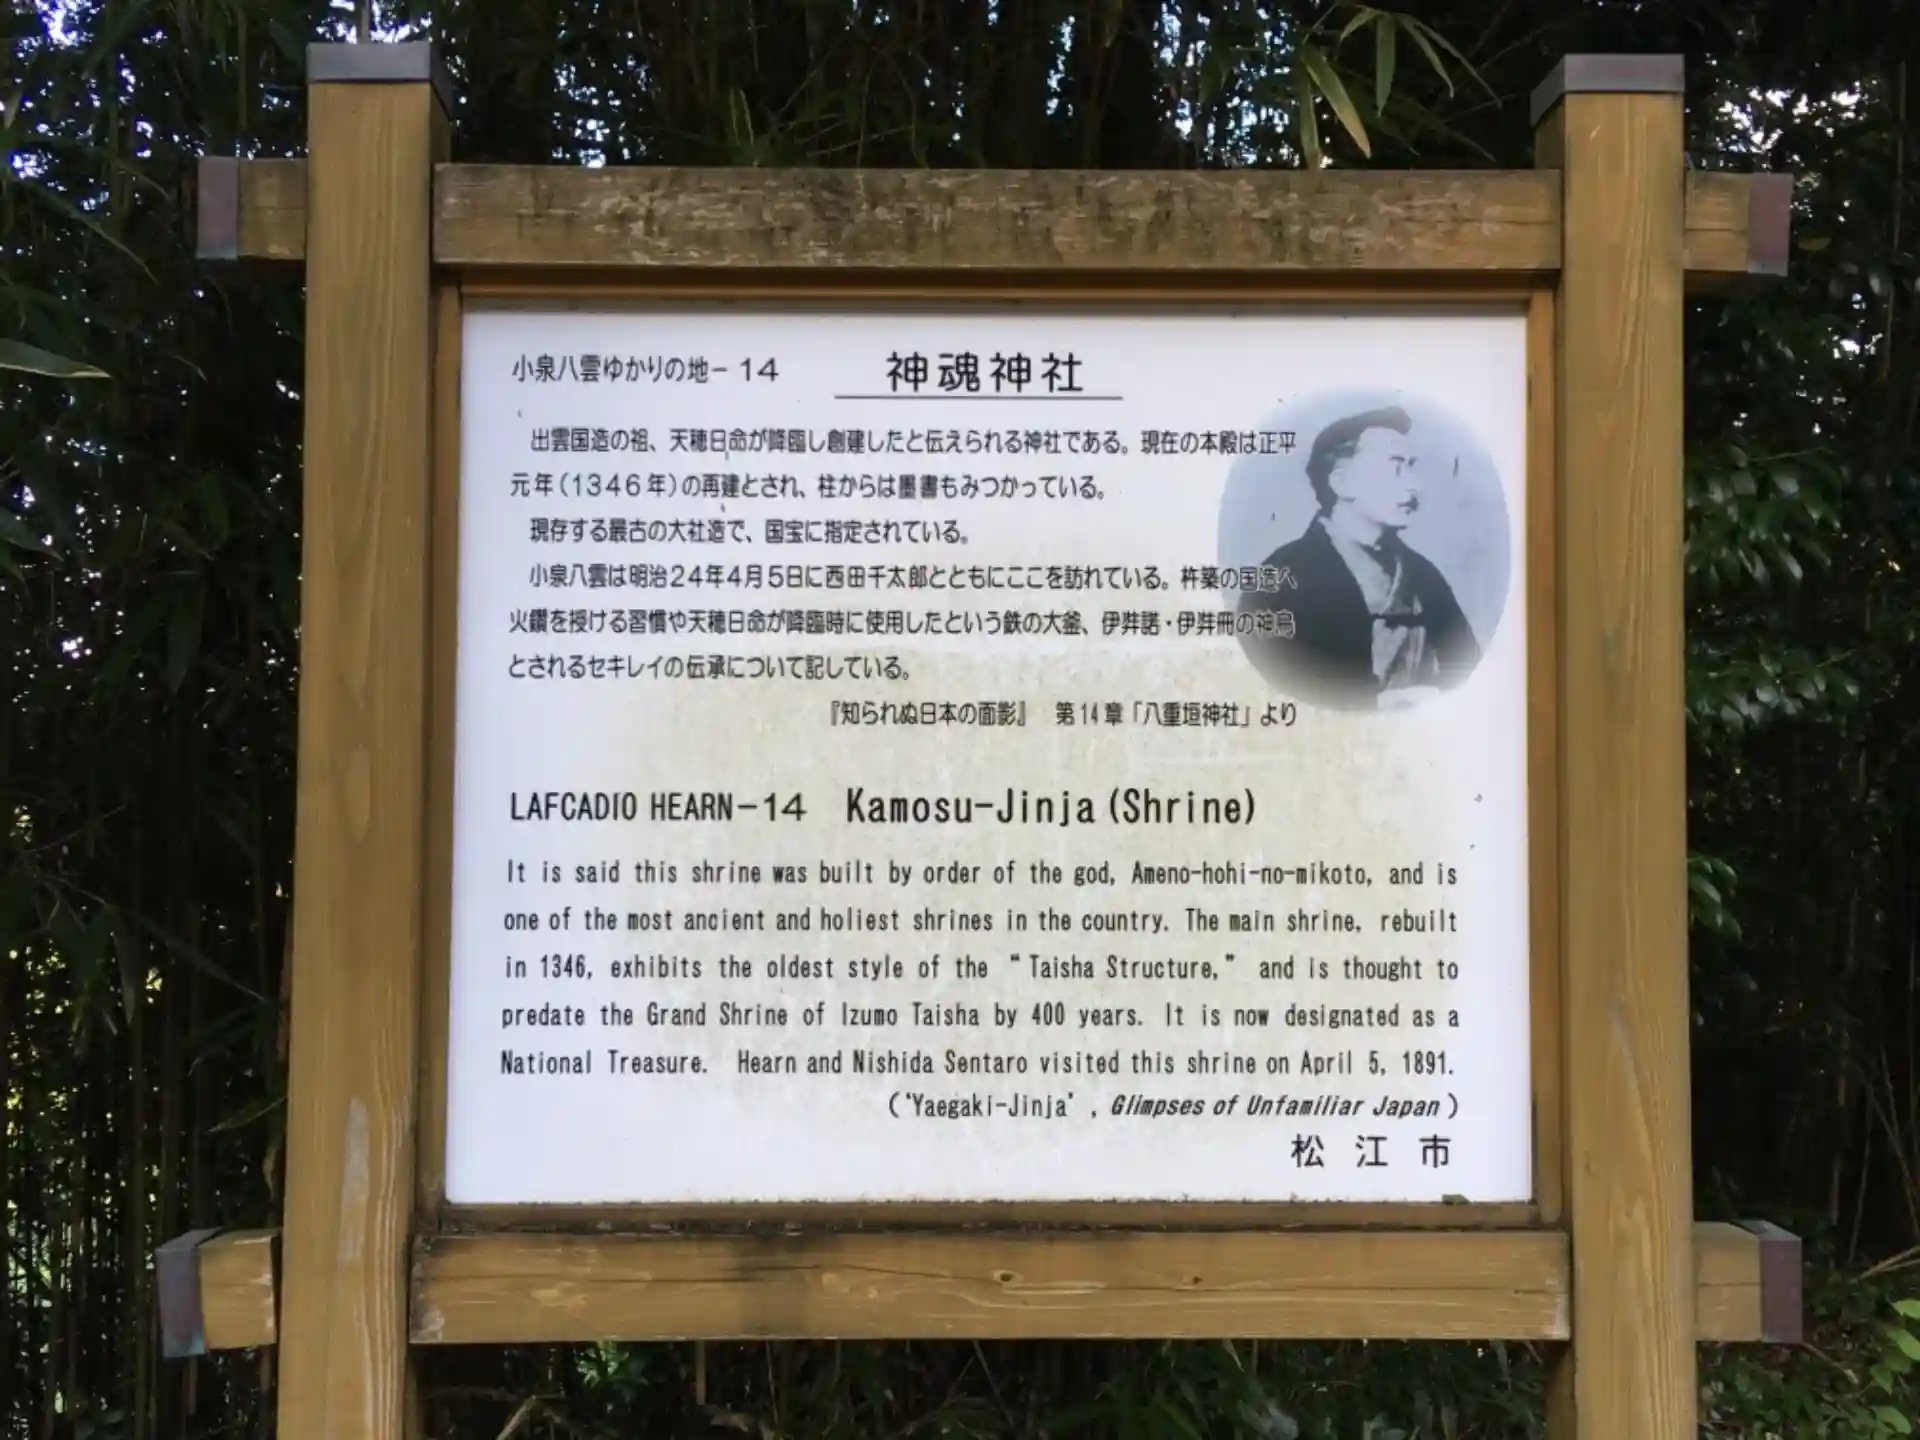 小泉八雲ゆかりの地－14　神魂神社
出雲国造の祖、天穂日命が降臨し創建したと伝えられる神社である。現在の本殿は正平
元年（1346年）の再建とされ、柱からは墨書もみつかっている。
現存する最古の大社造で、国宝に指定されている。
小泉八雲は明治24年4月5日に西田千太郎とともにここを訪れている。杵築の国造へ
火鑽を授ける習慣や天穂日命が降臨時に使用したという鉄の大釜、伊弉諾・伊弉冊の神鳥
とされるセキレイの伝承について記している。
『知られぬ日本の面影』　第14章「八重垣神社」より
LAFCADIO HEARN－14　Kamosu-Jinja (Shrine)
It is said this shrine was built by order of the god, Ameno-hohi-no-mikoto, and is
one of the most ancient and holiest shrines in the country. The main shrine, rebuilt
in 1346, exhibits the oldest style of the “Taisha Structure,” and is thought to
predate the Grand Shrine of Izumo Taisha by 400 years. It is now designated as a
National Treasure. Hearn and Nishida Sentaro visited this shrine on April 5, 1891.
(‘Yaegaki-Jinja’, Glimpses of Unfamiliar Japan)
松江市